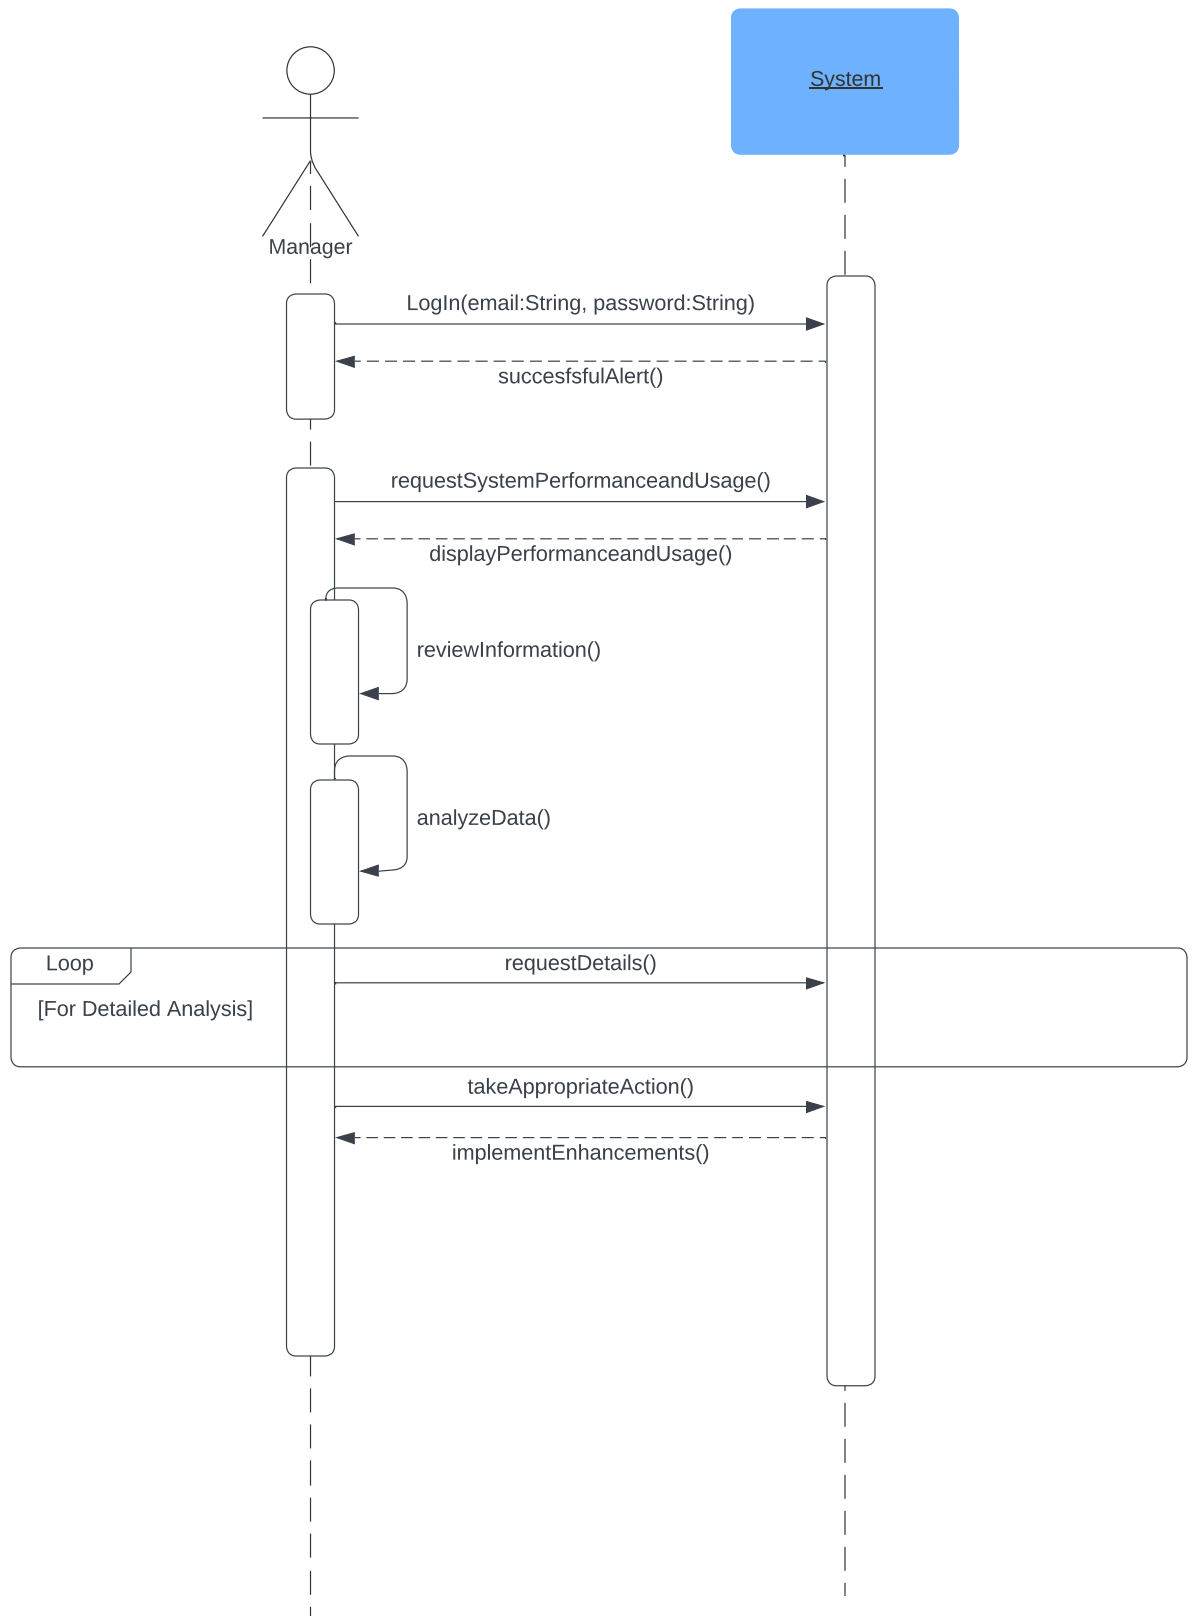 System
Manager
LogIn(email:String, password:String)
succesfsfulAlert()
requestSystemPerformanceandUsage()
displayPerformanceandUsage()
reviewInformation()
analyzeData()
Loop
requestDetails()
[For Detailed Analysis]
takeAppropriateAction()
implementEnhancements()